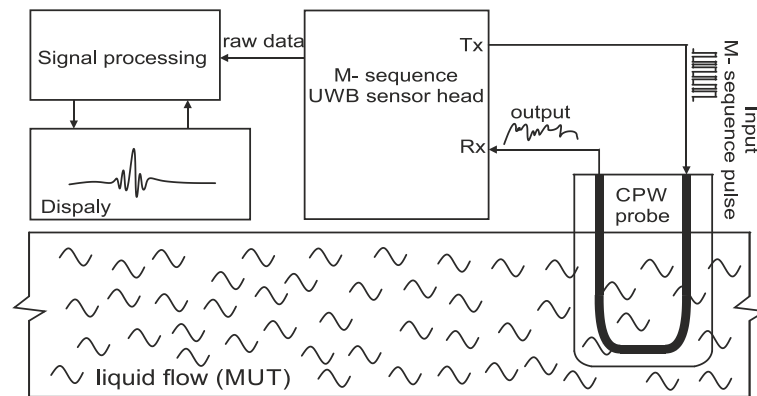 Signal processing
raw data
M- sequence
UWB sensor head
Tx
Rx
output
Input
M- sequence pulse
Dispaly
CPW
probe
liquid flow (MUT)